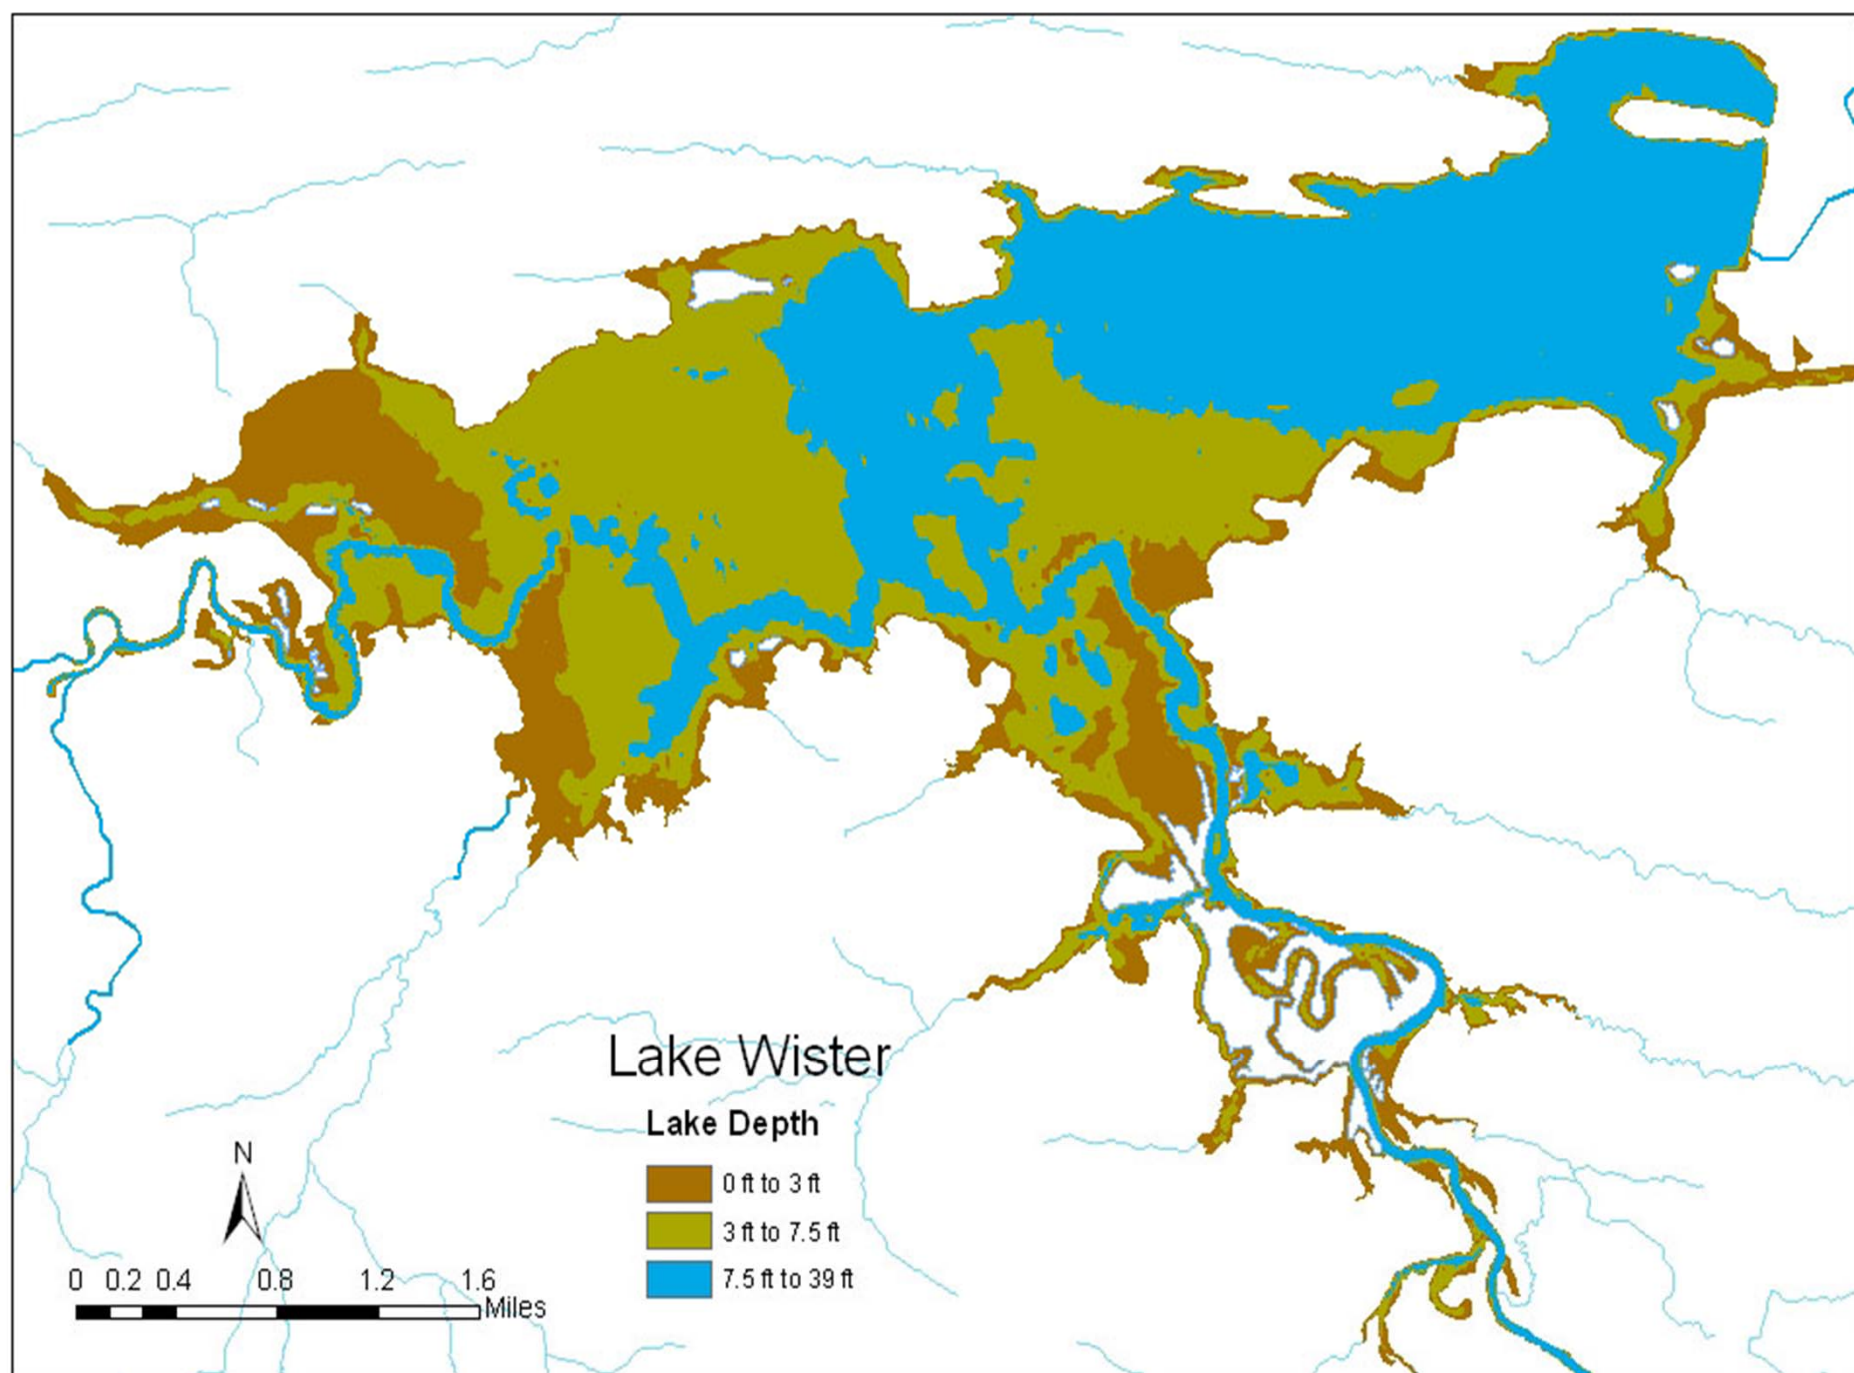 Lake Wister
Lake Depth
0 ft to 3 ft
3 ft to 7.5 ft
7.5 ft to 39 ft
N
0 0.2 0.4 0.8 1.2 1.6
Miles